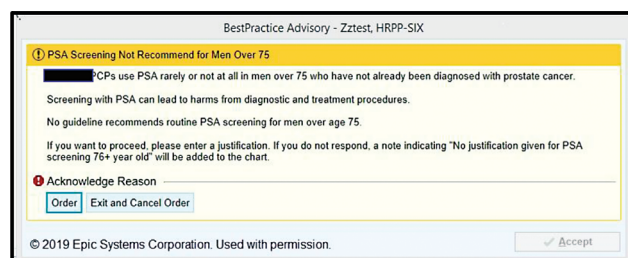 BestPractice Advisory - Zztest, HRPP-SIX
PSA Screening Not Recommend for Men Over 75
PCPs use PSA rarely or not at all in men over 75 who have not already been diagnosed with prostate cancer.
Screening with PSA can lead to harms from diagnostic and treatment procedures.
No guideline recommends routine PSA screening for men over age 75.
If you want to proceed, please enter a justification. If you do not respond, a note indicating "No justification given for PSA
screening 76+ year old" will be added to the chart.
Acknowledge Reason
Order Exit and Cancel Order
© 2019 Epic Systems Corporation. Used with permission.
✓ Accept